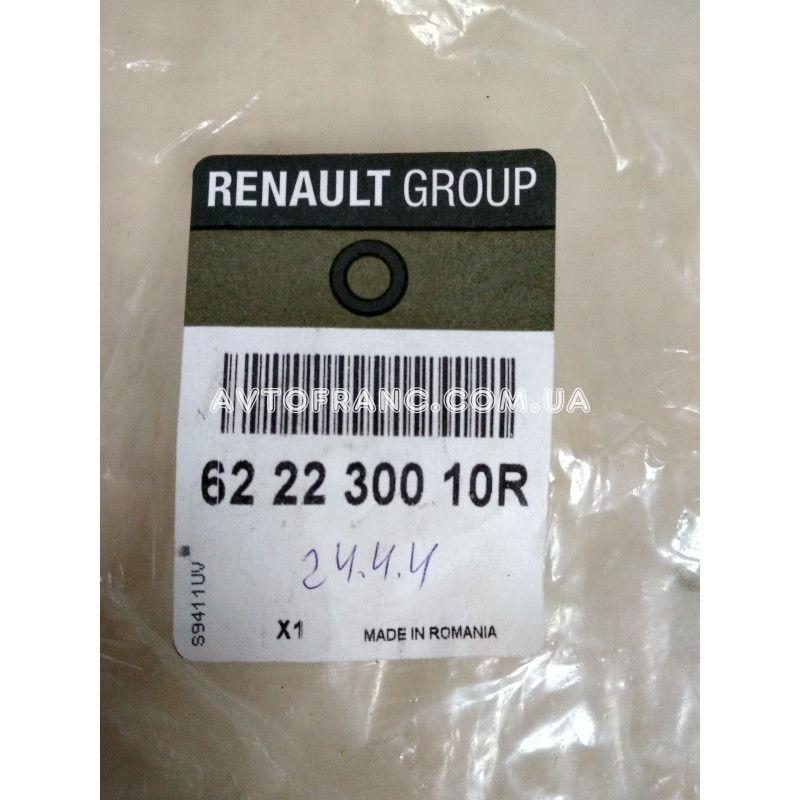 RENAULT GROUP
AVTOFRANC.COM.UA
62 22 300 10R
24.4.4
S9411UV
X1 MADE IN ROMANIA